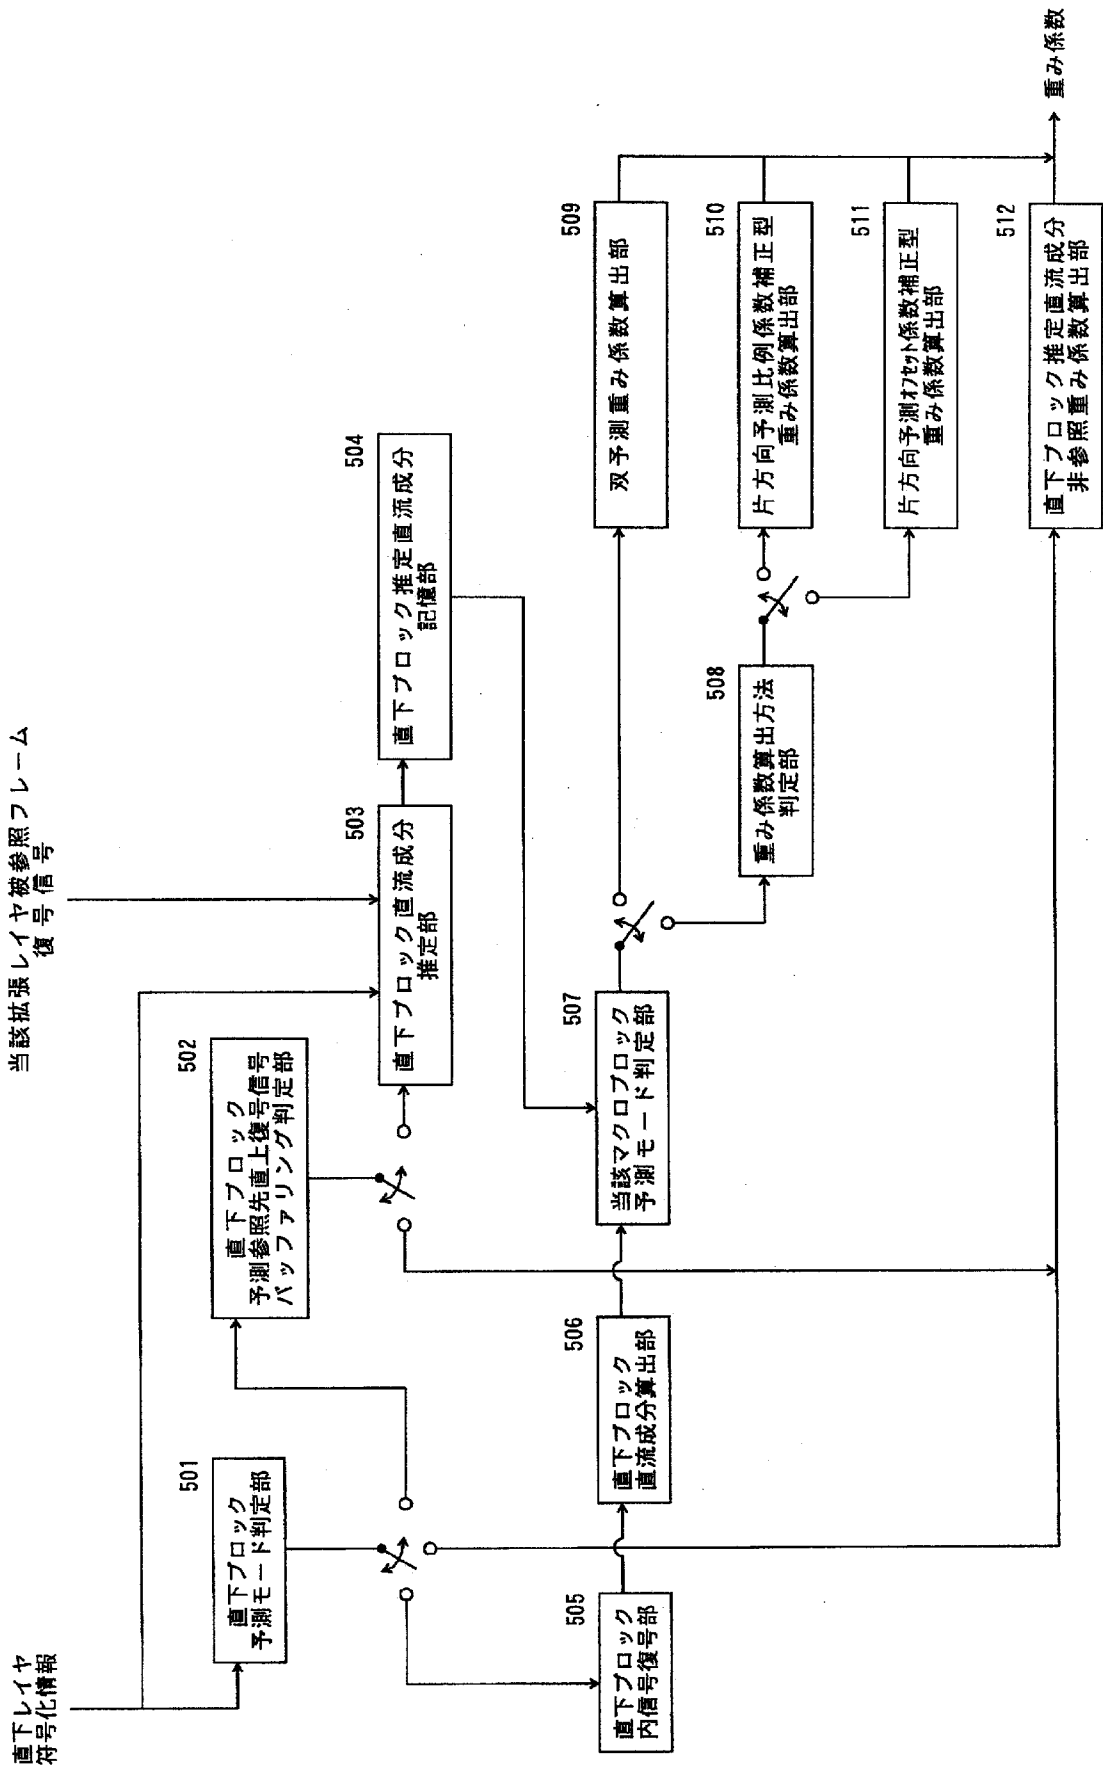 直下レイヤ
符号化情報
当該拡張レイヤ被参照フレーム
復号信号
501
直下ブロック
予測モード判定部
502
直下ブロック
予測参照先直上復号信号
バッファリング判定部
503
直下ブロック直流成分
推定部
504
直下ブロック推定直流成分
記憶部
505
直下ブロック
内信号復号部
506
直下ブロック
直流成分算出部
507
当該マクロブロック
予測モード判定部
508
重み係数算出方法
判定部
509
双予測重み係数算出部
510
片方向予測比例係数補正型
重み係数算出部
511
片方向予測オフセット係数補正型
重み係数算出部
512
直下ブロック推定直流成分
非参照重み係数算出部
重み係数